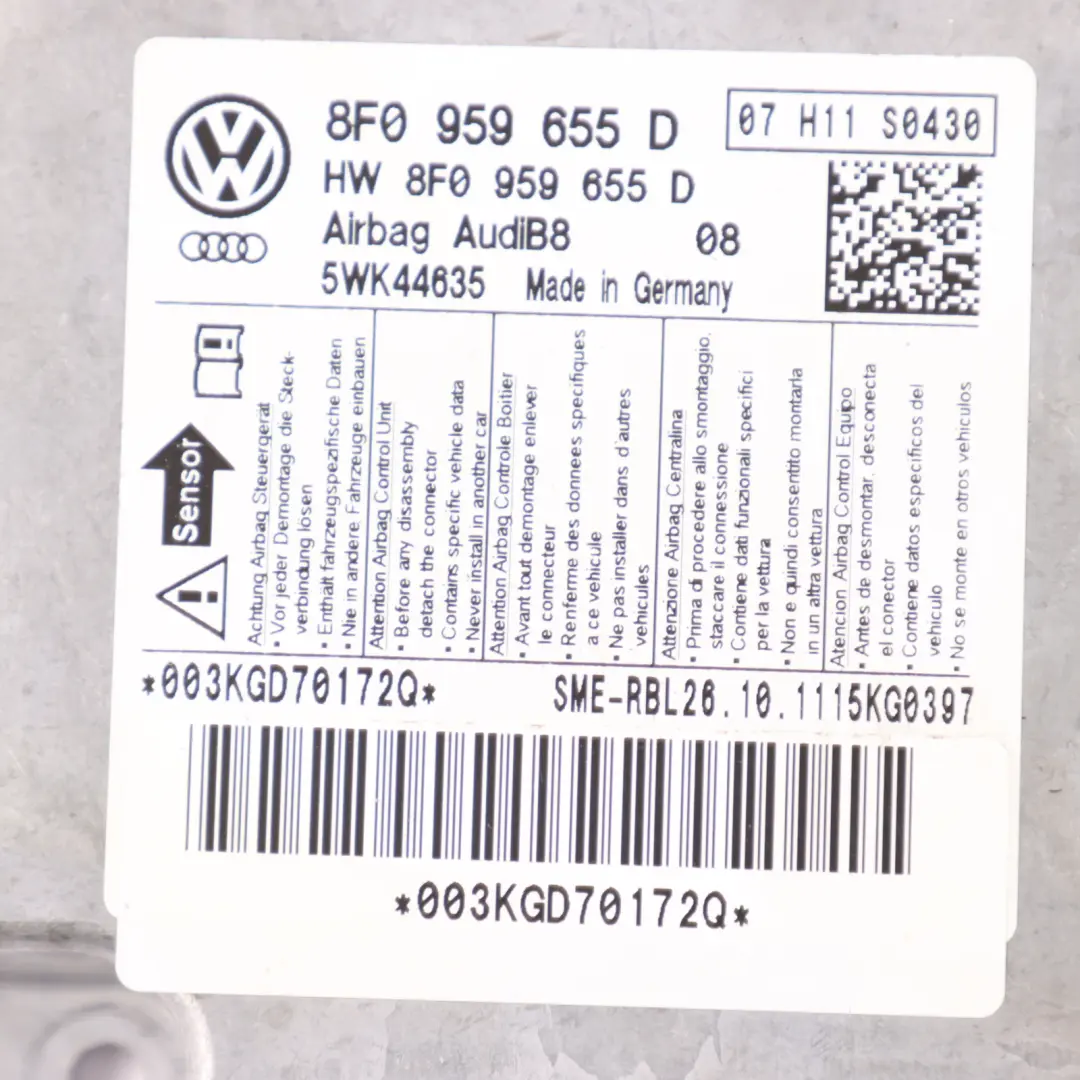 8F0 959 655 D
07 H11 S0430
HW 8F0 959 655 D
Airbag AudiB8 08
5WK44635 Made in Germany
Sensor
Achtung Airbag Steuergerät
• Vor jeder Demontage die Steck-
verbindung lösen
• Enthält fahrzeugspezifische Daten
• Nie in andere Fahrzeuge einbauen
Attention Airbag Control Unit
• Before any disassembly
detach the connector
• Contains specific vehicle data
• Never install in another car
Attention Airbag Controle Boitier
• Avant tout demontage enlever
le connecteur
• Renferme des donnees specifiques
a ce vehicule
• Ne pas installer dans d'autres
vehicules
Attenzione Airbag Centralina
• Prima di procedere allo smontaggio,
staccare il connessione
• Contiene dati funzionali specifici
per la vettura
• Non e quindi consentito montarla
in un altra vettura
Atencion Airbag Control Equipo
• Antes de desmontar, desconecta
el conector
• Contiene datos especificos del
vehiculo
• No se monte en otros vehiculos
*003KGD70172Q*
SME-RBL26.10.1115KG0397
*003KGD70172Q*